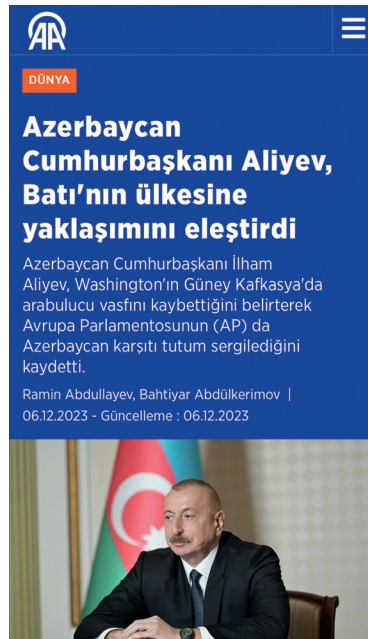 AA
DÜNYA
Azerbaycan
Cumhurbaşkanı Aliyev,
Batı'nın ülkesine
yaklaşımını eleştirdi
Azerbaycan Cumhurbaşkanı İlham
Aliyev, Washington'ın Güney Kafkasya'da
arabulucu vasfını kaybettiğini belirterek
Avrupa Parlamentosunun (AP) da
Azerbaycan karşıtı tutum sergilediğini
kaydetti.
Ramin Abdullayev, Bahtiyar Abdülkerimov |
06.12.2023 - Güncelleme : 06.12.2023